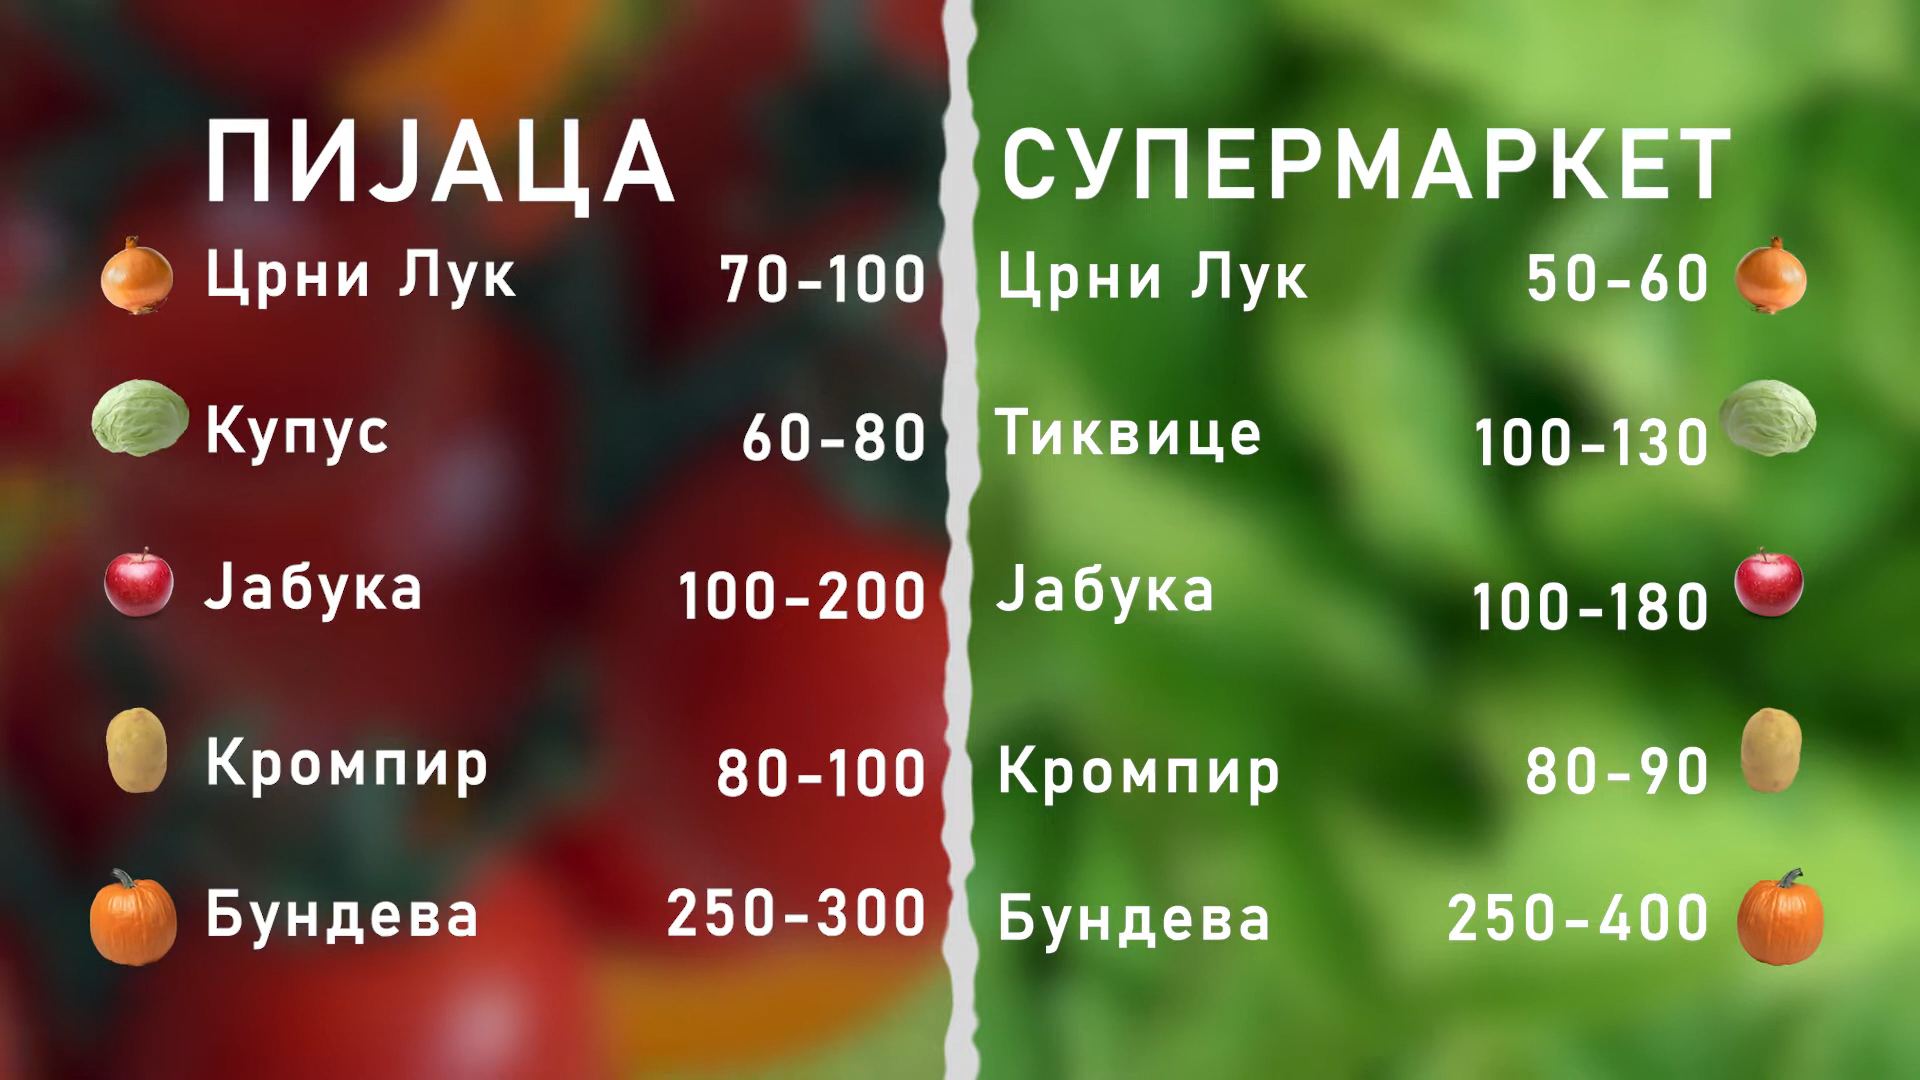 ПИЈАЦА
Црни Лук 70-100
Купус 60-80
Јабука 100-200
Кромпир 80-100
Бундева 250-300
СУПЕРМАРКЕТ
Црни Лук 50-60
Тиквице 100-130
Јабука 100-180
Кромпир 80-90
Бундева 250-400